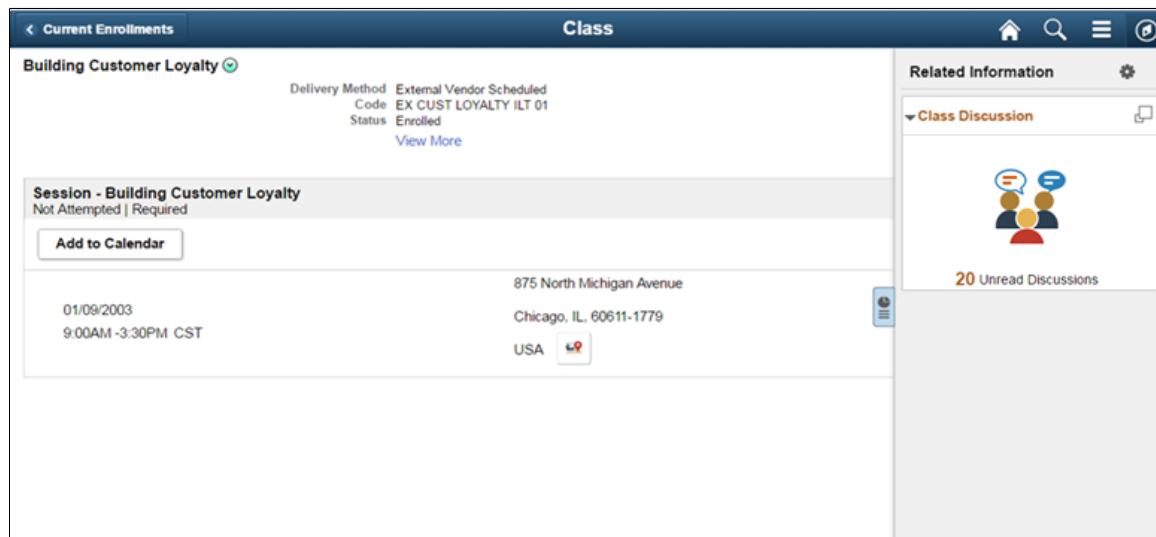 Current Enrollments
Class
Building Customer Loyalty
Delivery Method External Vendor Scheduled
Code EX CUST LOYALTY ILT 01
Status Enrolled
View More
Session - Building Customer Loyalty
Not Attempted | Required
Add to Calendar
01/09/2003
9:00AM -3:30PM CST
875 North Michigan Avenue
Chicago, IL, 60611-1779
USA
Related Information
Class Discussion
20 Unread Discussions